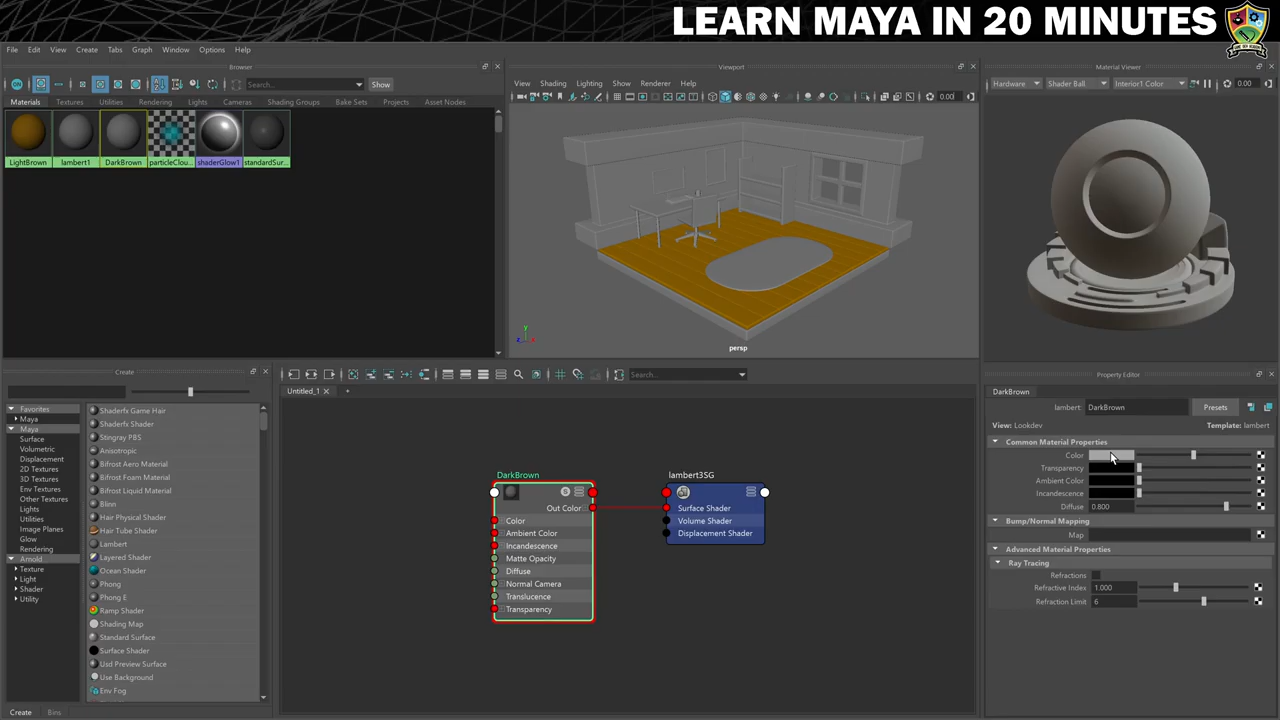 LEARN MAYA IN 20 MINUTES
File Edit View Create Tabs Graph Window Options Help
Browser
Search...
Show
Materials Textures Utilities Rendering Lights Cameras Shading Groups Bake Sets Projects Asset Nodes
LightBrown lambert1 DarkBrown particleClou... shaderGlow1 standardSur...
Viewport
View Shading Lighting Show Renderer Help
0.00
persp
Material Viewer
Hardware Shader Ball Interior1 Color 0.00
Create
Favorites
Maya
Maya
Surface
Volumetric
Displacement
2D Textures
3D Textures
Env Textures
Other Textures
Lights
Utilities
Image Planes
Glow
Rendering
Arnold
Texture
Light
Shader
Utility
Shaderfx Game Hair
Shaderfx Shader
Stingray PBS
Anisotropic
Bifrost Aero Material
Bifrost Foam Material
Bifrost Liquid Material
Blinn
Hair Physical Shader
Hair Tube Shader
Lambert
Layered Shader
Ocean Shader
Phong
Phong E
Ramp Shader
Shading Map
Standard Surface
Surface Shader
Usd Preview Surface
Use Background
Env Fog
Create Bins
Search...
Untitled_1
DarkBrown
S
Out Color
Color
Ambient Color
Incandescence
Matte Opacity
Diffuse
Normal Camera
Translucence
Transparency
lambert3SG
Surface Shader
Volume Shader
Displacement Shader
Property Editor
DarkBrown
lambert: DarkBrown Presets
View: Lookdev Template: lambert
Common Material Properties
Color
Transparency
Ambient Color
Incandescence
Diffuse 0.800
Bump/Normal Mapping
Map
Advanced Material Properties
Ray Tracing
Refractions
Refractive Index 1.000
Refraction Limit 6